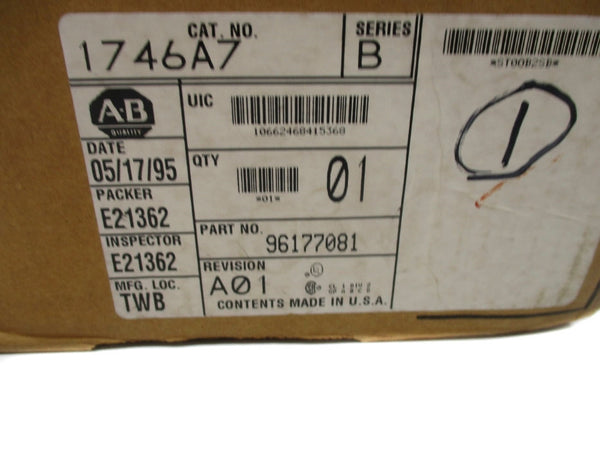 CAT. NO.
1746A7
SERIES
B
*ST00B2SB*
1
A-B
QUALITY
UIC
10662468415368
DATE
05/17/95
QTY
*01*
01
PACKER
E21362
PART NO.
96177081
INSPECTOR
E21362
REVISION
A01
MFG. LOC.
TWB
CONTENTS MADE IN U.S.A.